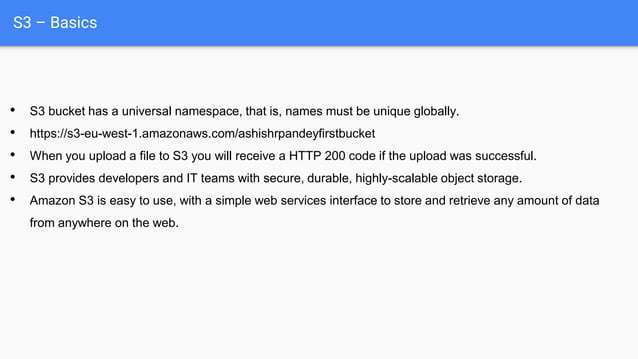 S3 – Basics
• S3 bucket has a universal namespace, that is, names must be unique globally.
• https://s3-eu-west-1.amazonaws.com/ashishrpandeyfirstbucket
• When you upload a file to S3 you will receive a HTTP 200 code if the upload was successful.
• S3 provides developers and IT teams with secure, durable, highly-scalable object storage.
• Amazon S3 is easy to use, with a simple web services interface to store and retrieve any amount of data
from anywhere on the web.